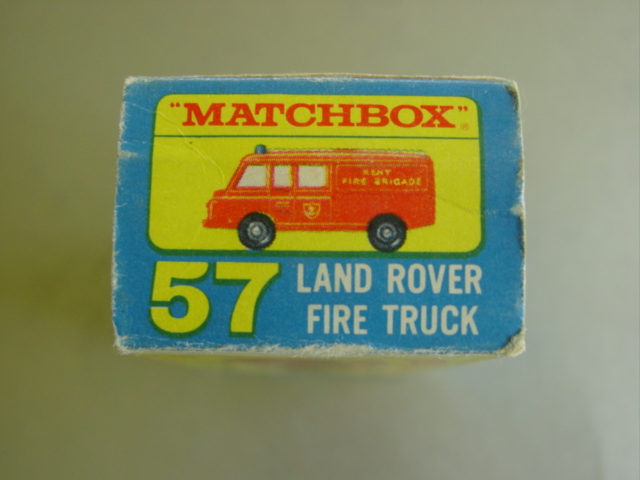 "MATCHBOX"®
KENT
FIRE BRIGADE
57 LAND ROVER
FIRE TRUCK